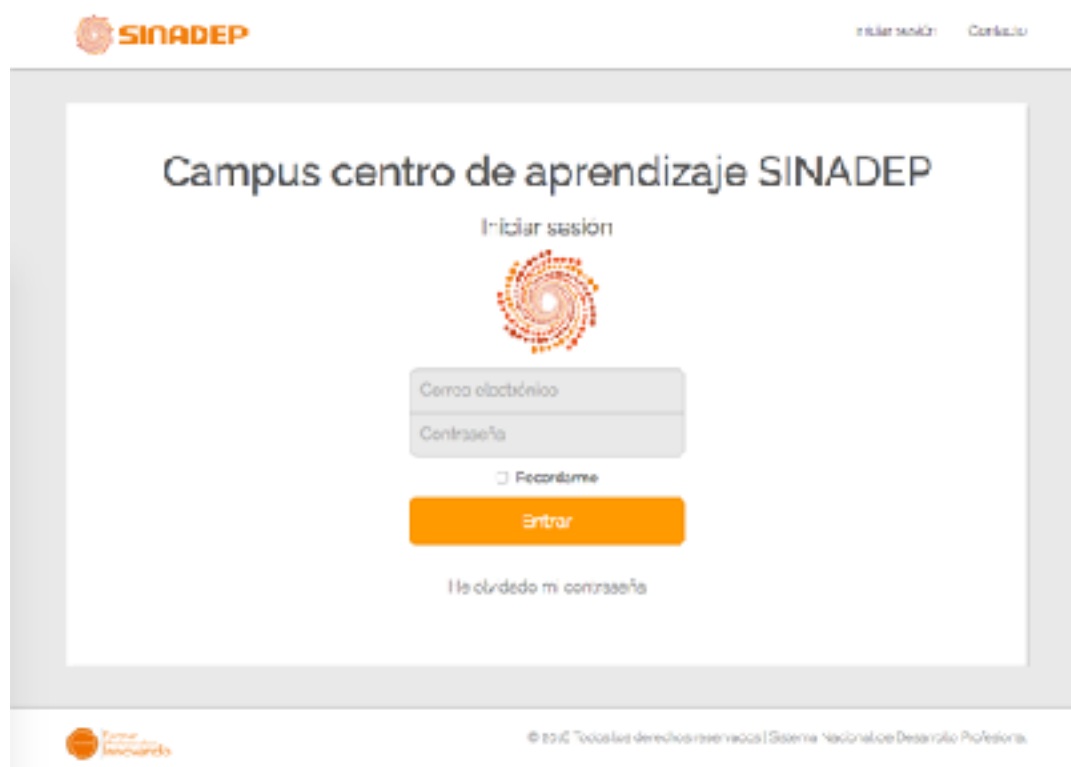 SINADEP
Iniciar sesión
Contacto
Campus centro de aprendizaje SINADEP
Iniciar sesión
Correo electrónico
Contraseña
Recordarme
Entrar
He olvidado mi contraseña
Innovando
Todos los derechos reservados | Sistema Nacional de Desarrollo Profesional.